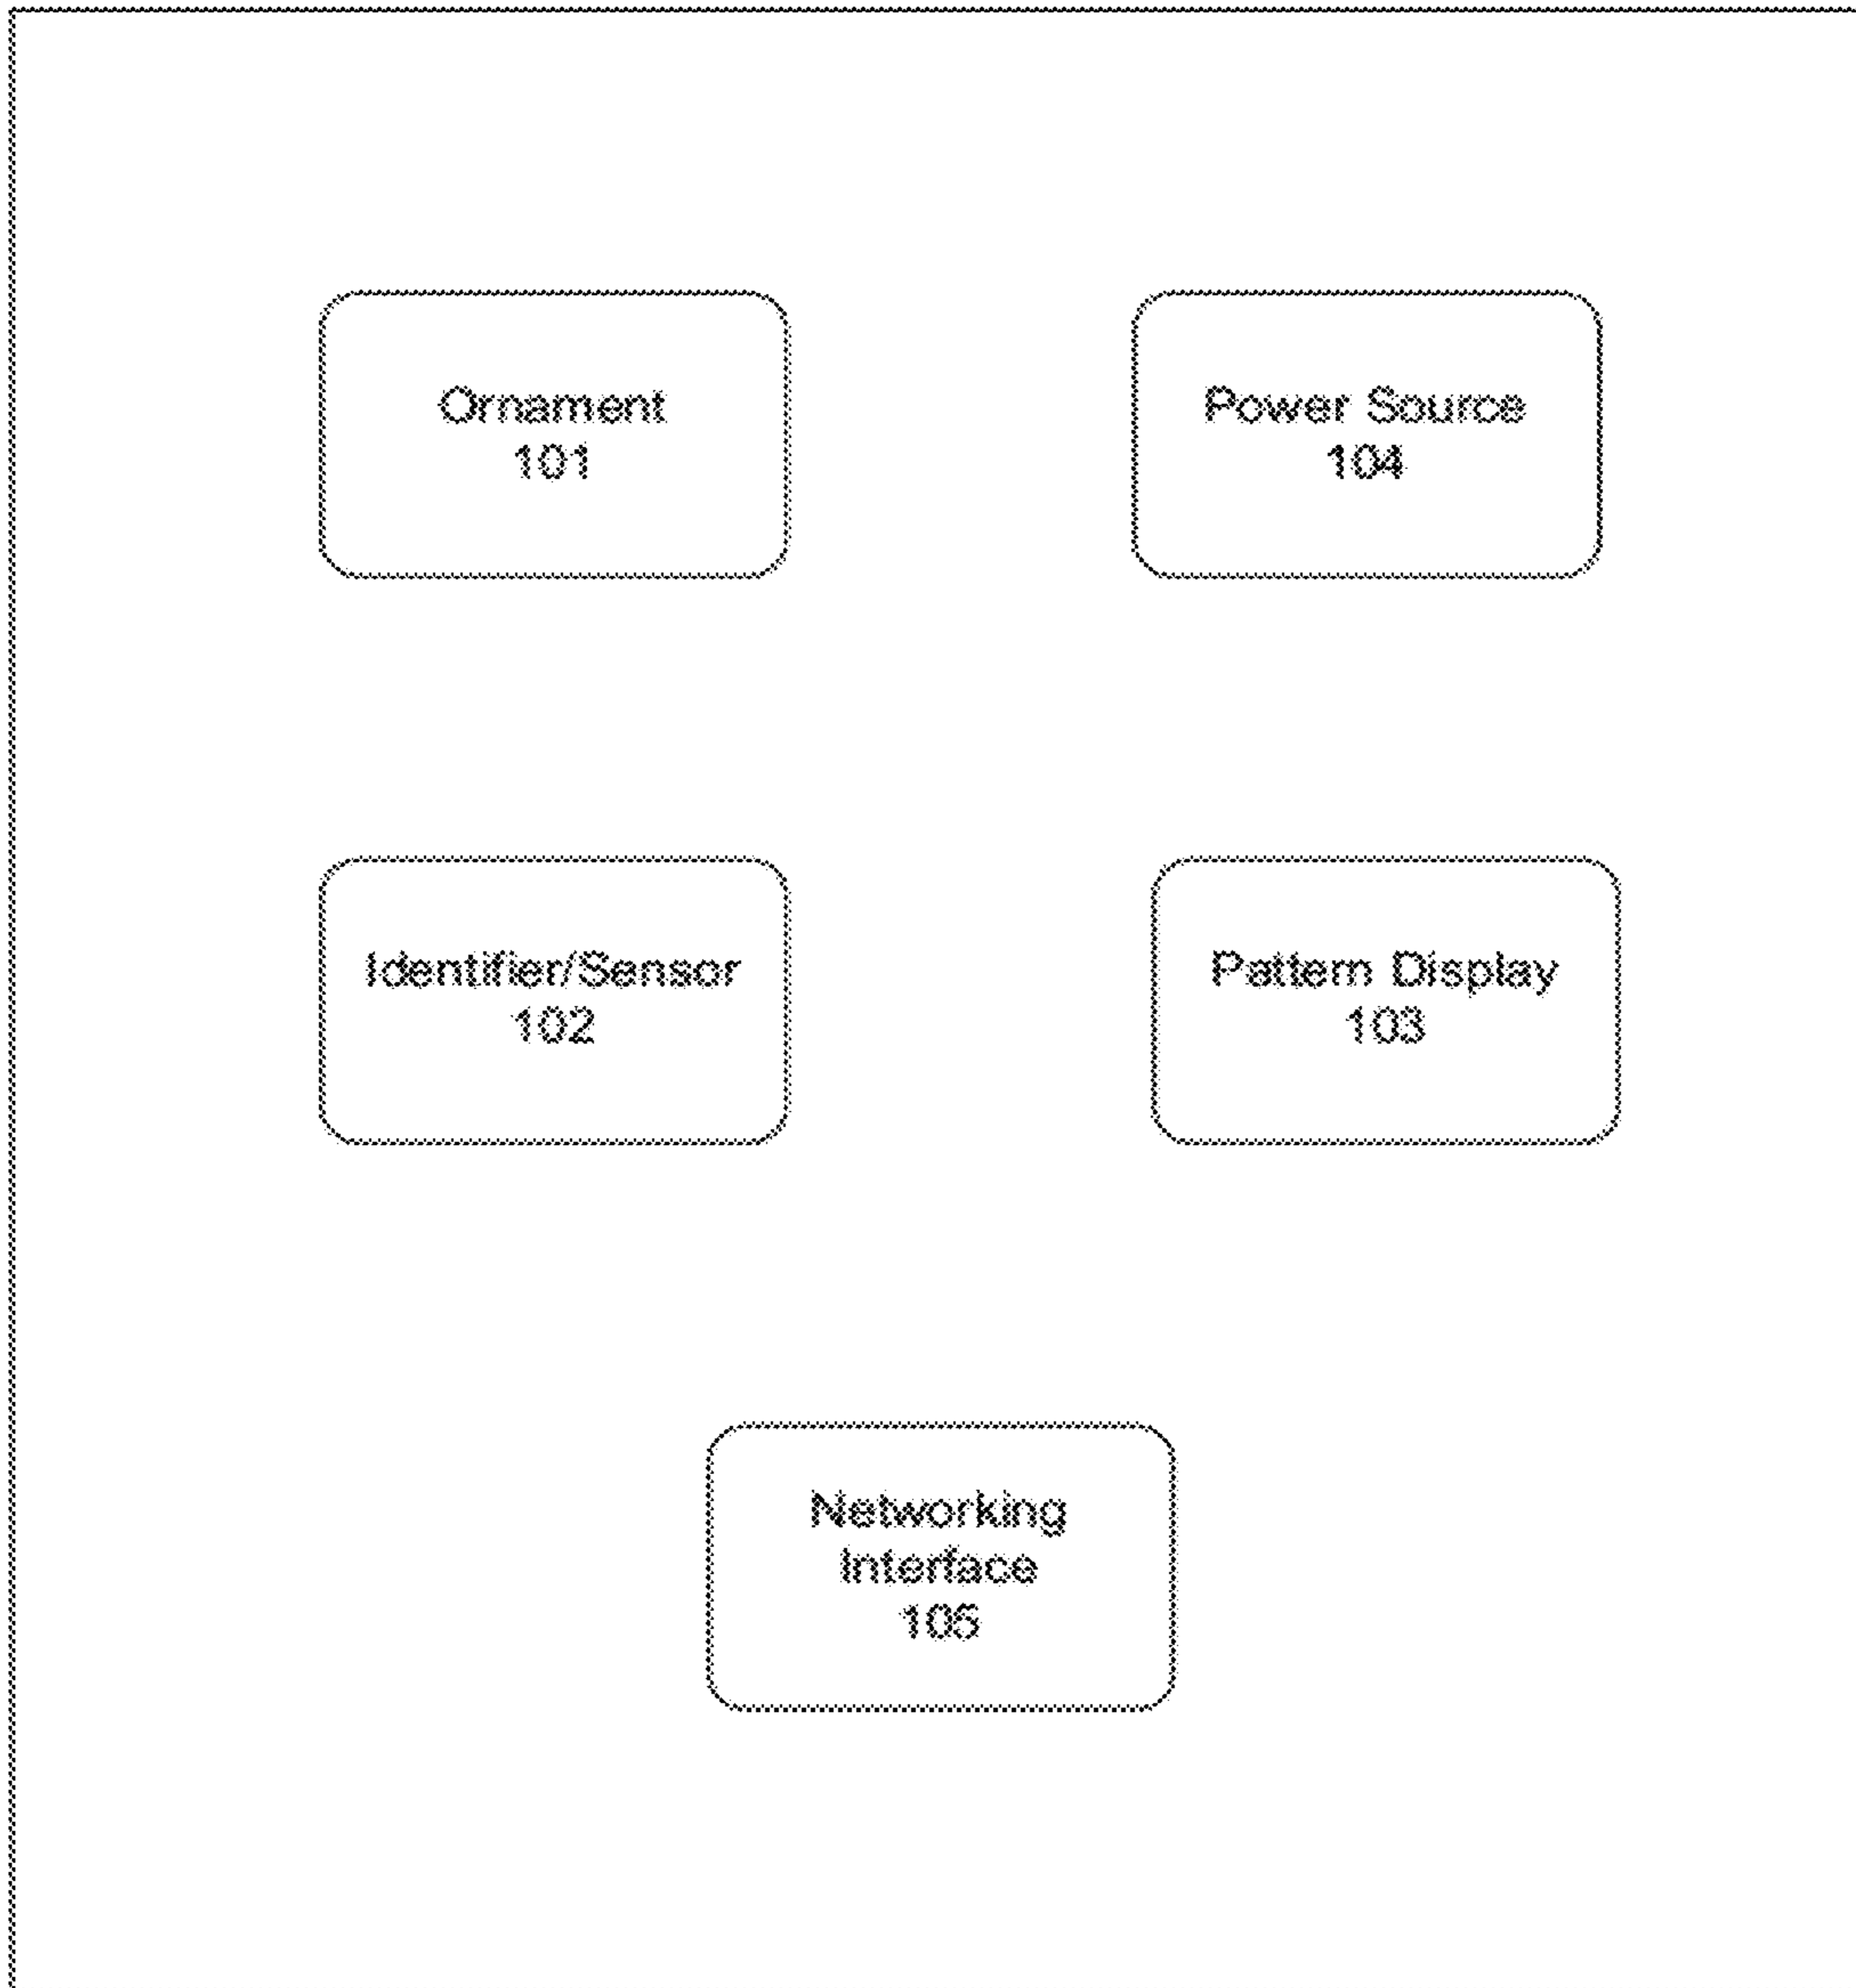 Ornament
101
Power Source
104
Identifier/Sensor
102
Pattern Display
103
Networking
Interface
105